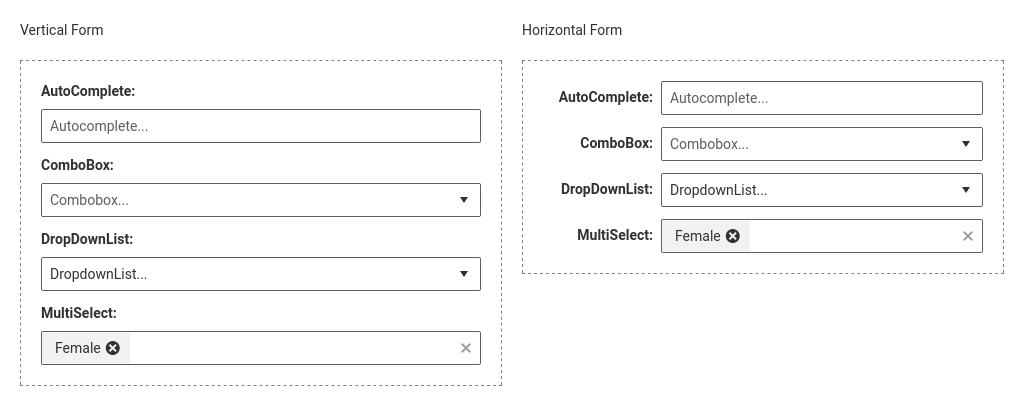 Vertical Form
AutoComplete:
Autocomplete...
ComboBox:
Combobox...
DropDownList:
DropdownList...
MultiSelect:
Female
Horizontal Form
AutoComplete: Autocomplete...
ComboBox: Combobox...
DropDownList: DropdownList...
MultiSelect: Female